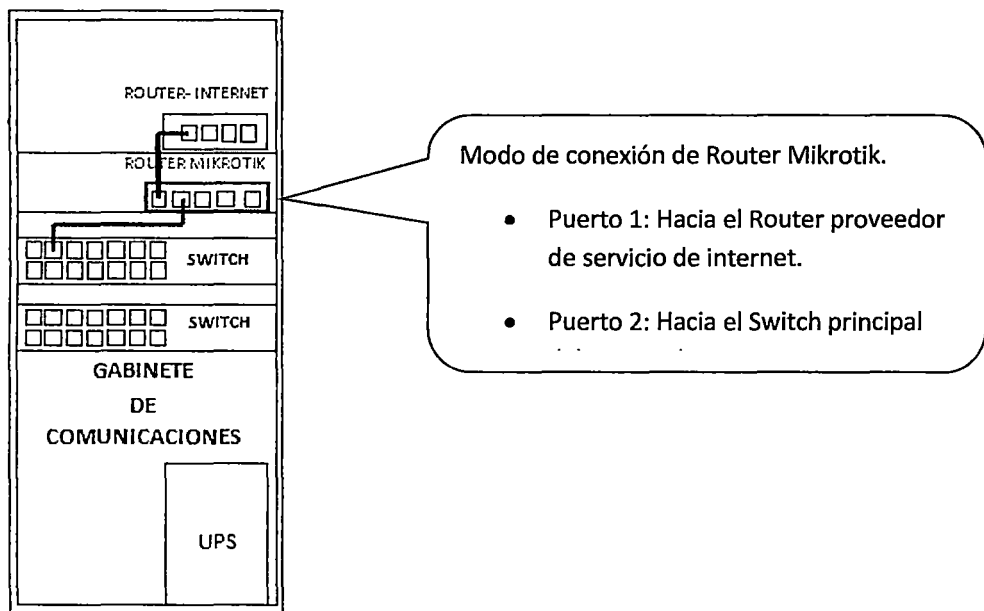 ROUTER-INTERNET
ROUTER MIKROTIK
SWITCH
SWITCH
GABINETE
DE
COMUNICACIONES
UPS
Modo de conexión de Router Mikrotik.
• Puerto 1: Hacia el Router proveedor
de servicio de internet.
• Puerto 2: Hacia el Switch principal